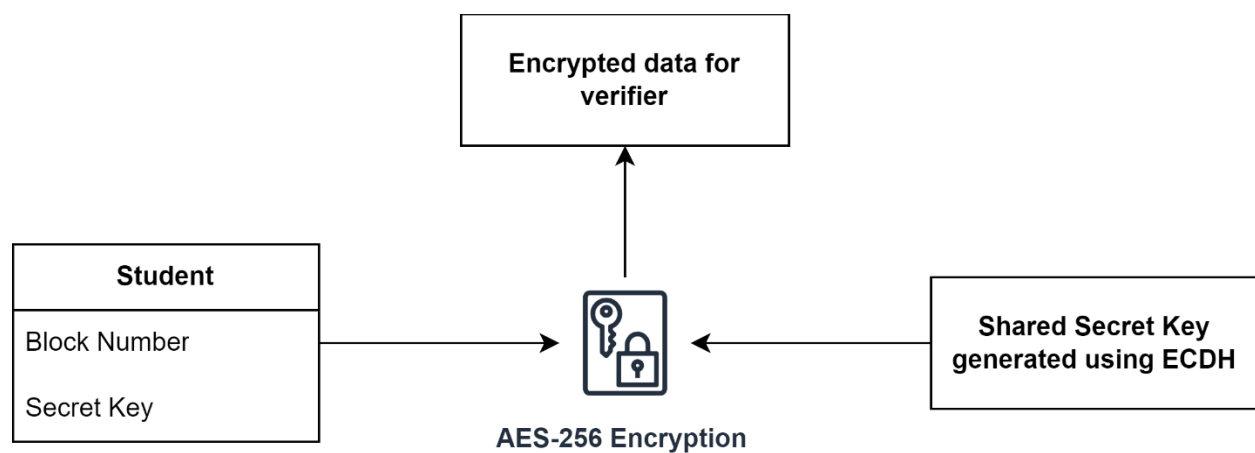 Encrypted data for
verifier
Student
Block Number
Secret Key
Shared Secret Key
generated using ECDH
AES-256 Encryption